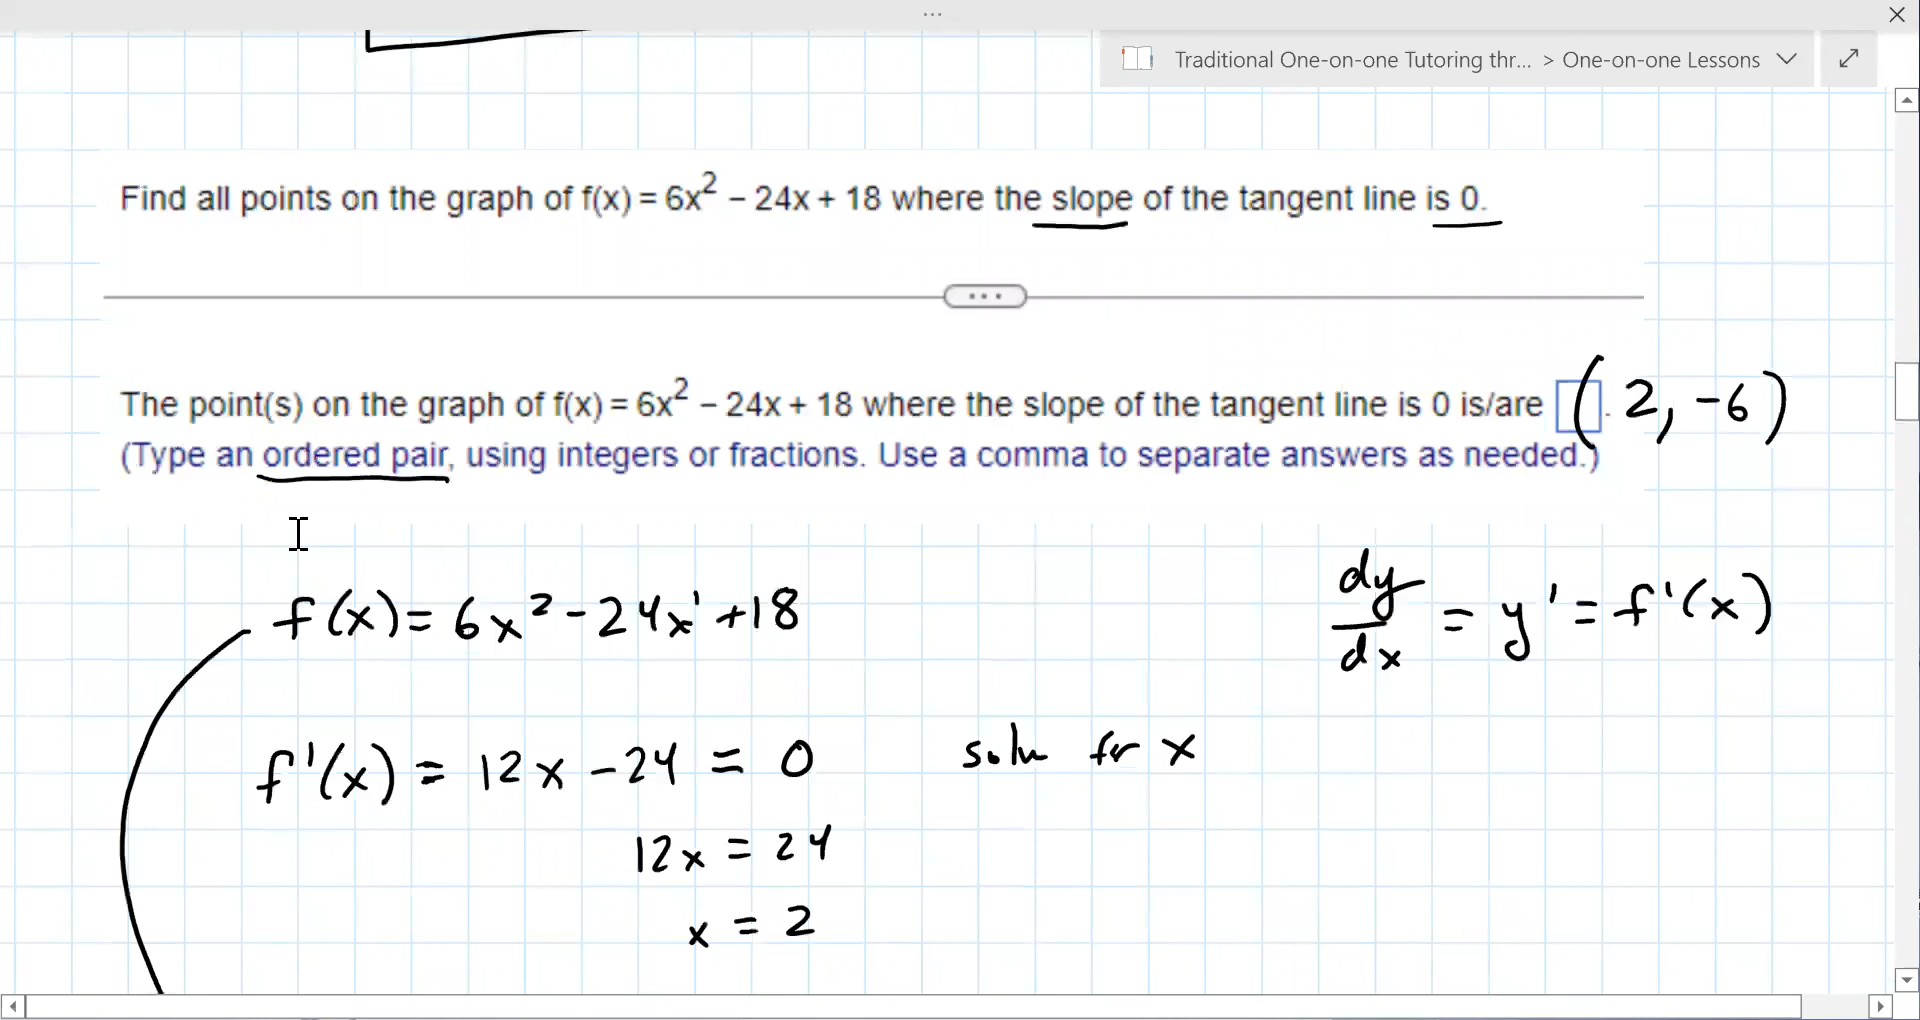 Traditional One-on-one Tutoring thr... > One-on-one Lessons
Find all points on the graph of f(x) = 6x² − 24x + 18 where the slope of the tangent line is 0.
The point(s) on the graph of f(x) = 6x² − 24x + 18 where the slope of the tangent line is 0 is/are . (2, -6)
(Type an ordered pair, using integers or fractions. Use a comma to separate answers as needed.)
f(x) = 6x² - 24x¹ + 18
dy/dx = y' = f'(x)
f'(x) = 12x - 24 = 0 solve for x
12x = 24
x = 2